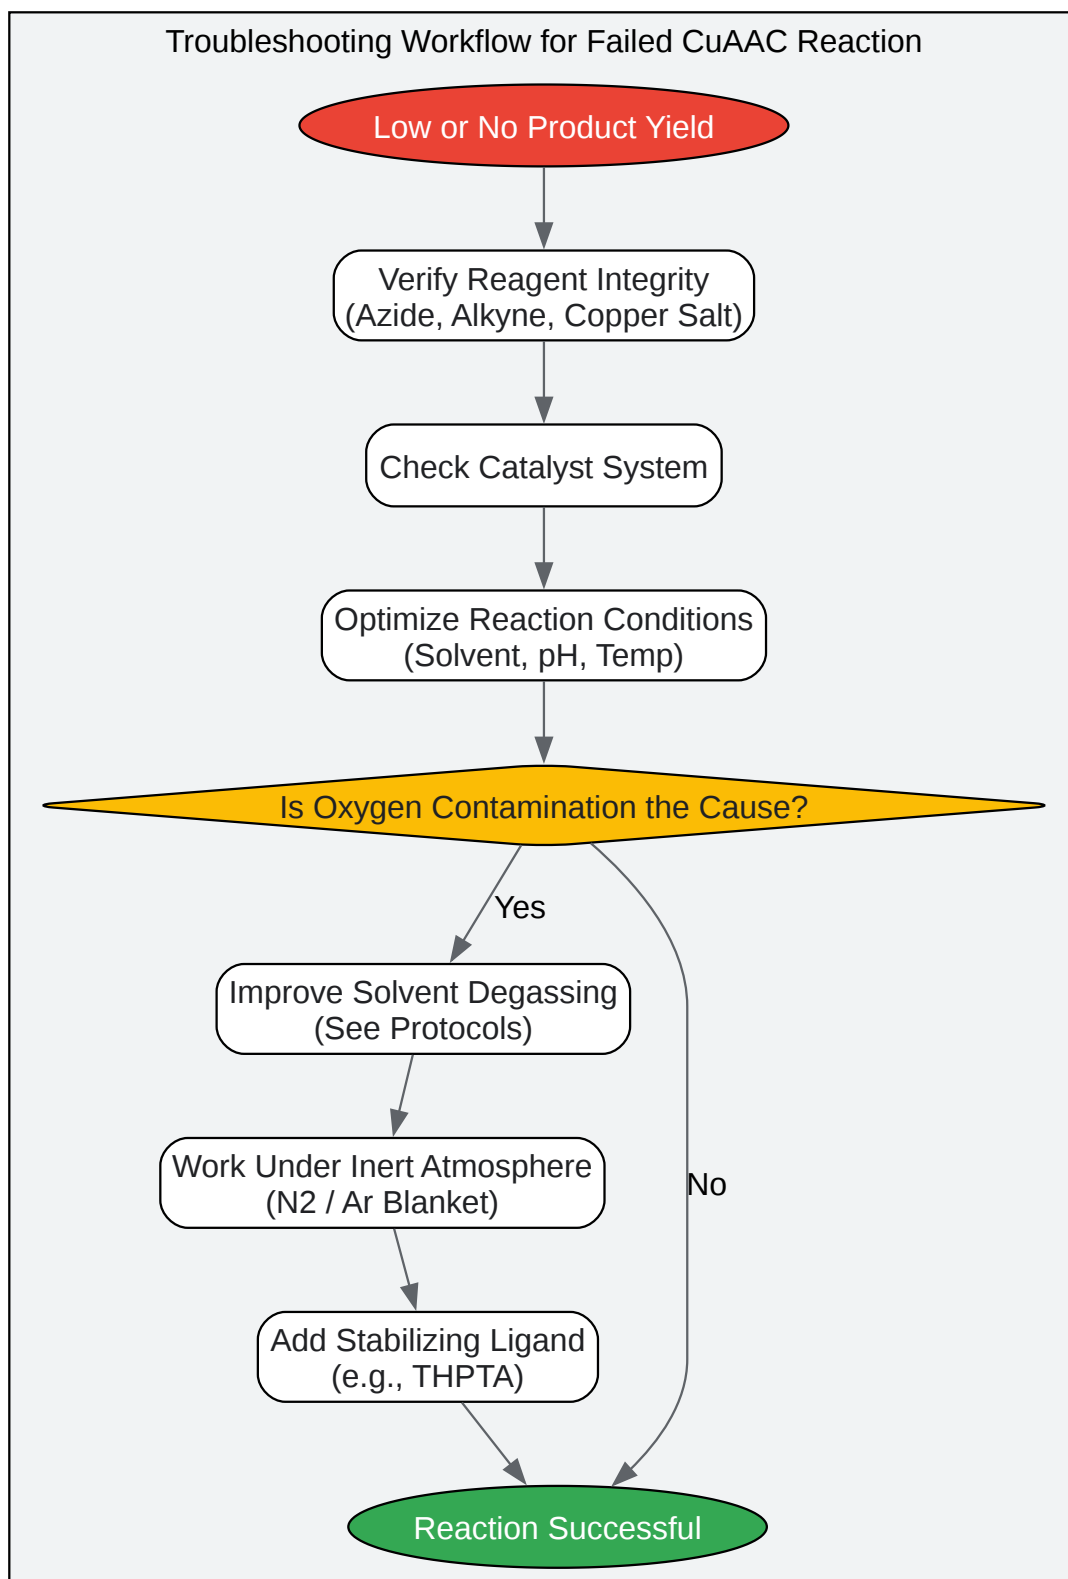 Troubleshooting Workflow for Failed CuAAC Reaction
Low or No Product Yield
Verify Reagent Integrity
(Azide, Alkyne, Copper Salt)
Check Catalyst System
Optimize Reaction Conditions
(Solvent, pH, Temp)
Is Oxygen Contamination the Cause?
Yes
Improve Solvent Degassing
(See Protocols)
Work Under Inert Atmosphere
(N2 / Ar Blanket)
No
Add Stabilizing Ligand
(e.g., THPTA)
Reaction Successful